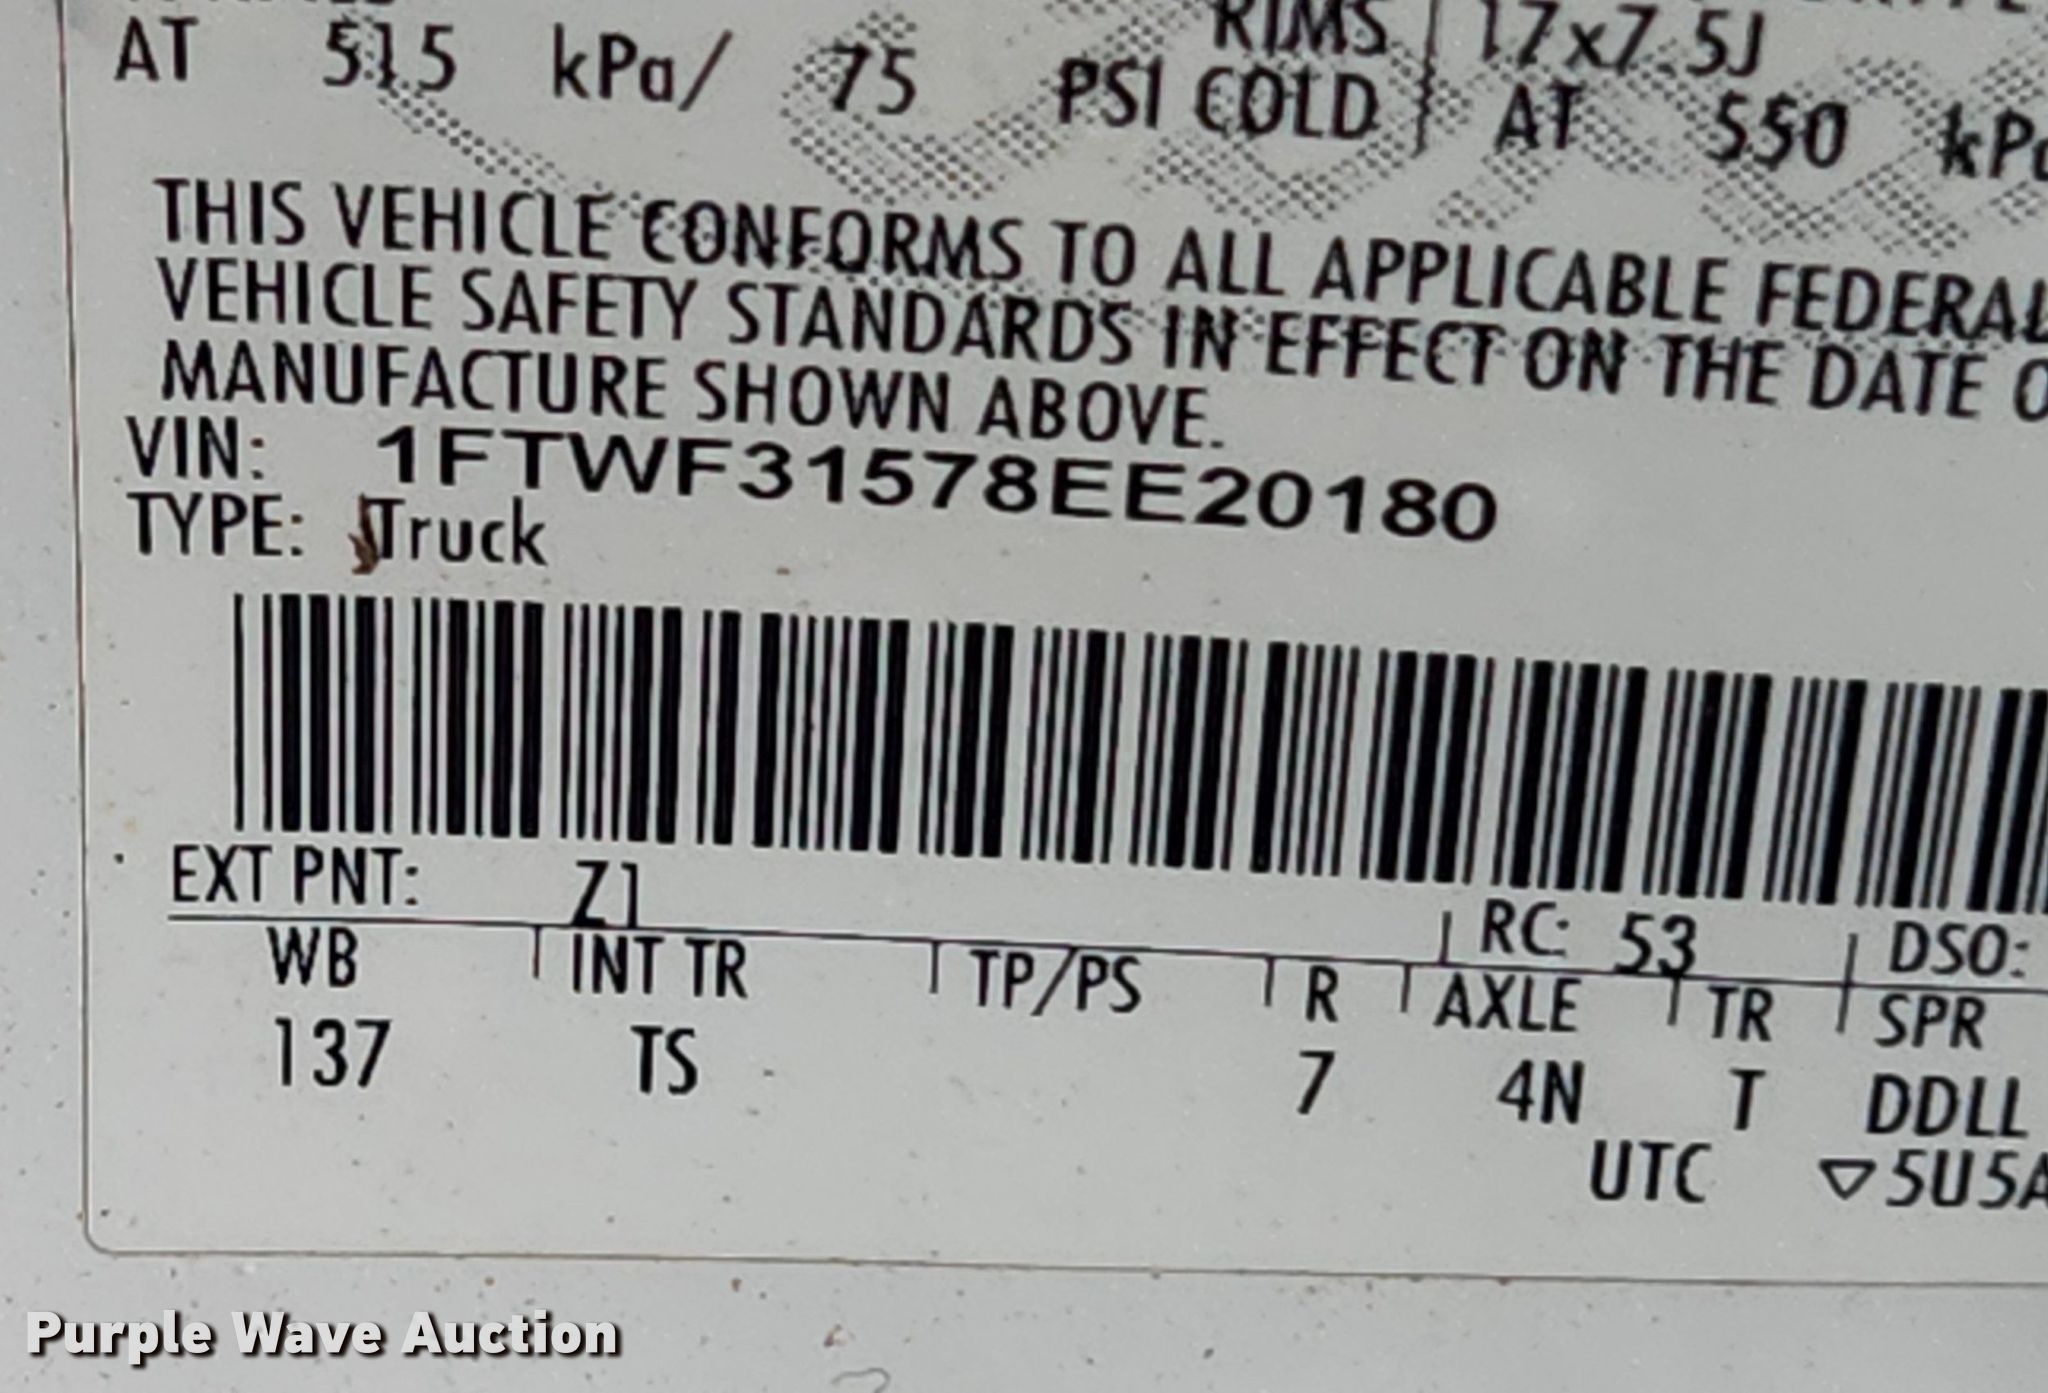 RIMS 17x7.5J
AT 515 kPa/ 75 PSI COLD AT 550 kPa
THIS VEHICLE CONFORMS TO ALL APPLICABLE FEDERAL
VEHICLE SAFETY STANDARDS IN EFFECT ON THE DATE O
MANUFACTURE SHOWN ABOVE.
VIN: 1FTWF31578EE20180
TYPE: Truck
EXT PNT: Z1 RC: 53 DSO:
WB INT TR TP/PS R AXLE TR SPR
137 TS 7 4N T DDLL
UTC ▽5U5A
Purple Wave Auction